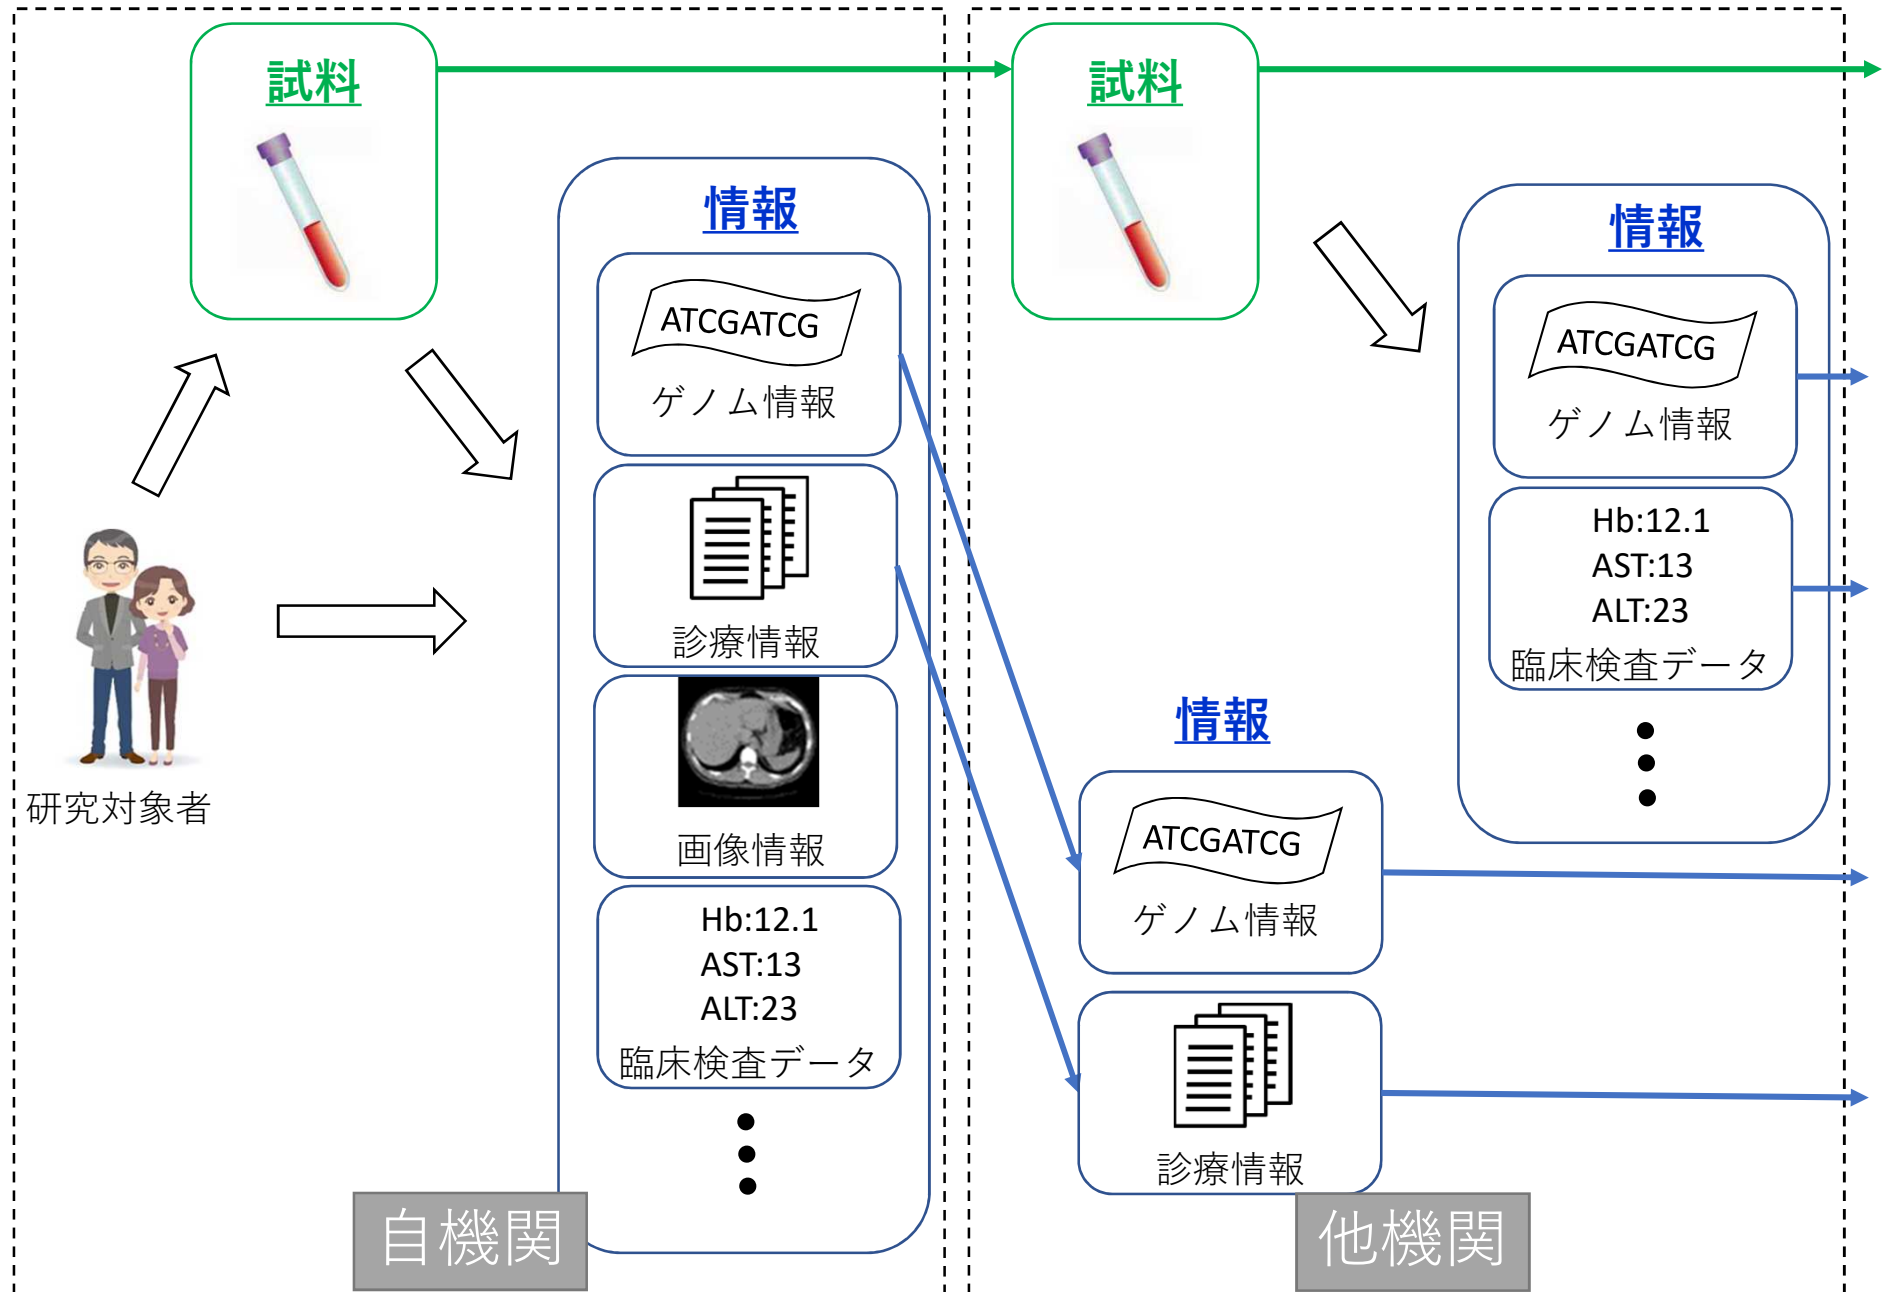 試料
情報
ATCGATCG
ゲノム情報
診療情報
画像情報
Hb:12.1
AST:13
ALT:23
臨床検査データ
研究対象者
自機関
試料
情報
ATCGATCG
ゲノム情報
Hb:12.1
AST:13
ALT:23
臨床検査データ
情報
ATCGATCG
ゲノム情報
診療情報
他機関